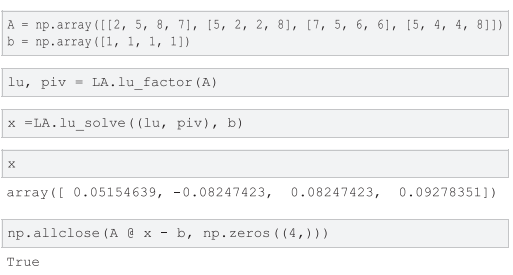 A = np.array([[2, 5, 8, 7], [5, 2, 2, 8], [7, 5, 6, 6], [5, 4, 4, 8]])
b = np.array([1, 1, 1, 1])
lu, piv = LA.lu_factor(A)
x =LA.lu_solve((lu, piv), b)
x
array([ 0.05154639, -0.08247423,  0.08247423,  0.09278351])
np.allclose(A @ x - b, np.zeros((4,)))
True